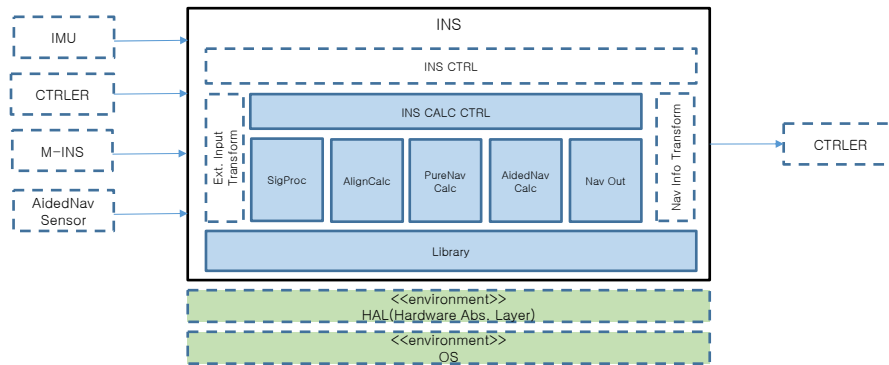 INS
IMU
CTRLER
M-INS
AidedNav
Sensor
INS CTRL
Ext. Input
Transform
INS CALC CTRL
SigProc
AlignCalc
PureNav
Calc
AidedNav
Calc
Nav Out
Nav Info Transform
Library
CTRLER
<<environment>>
HAL(Hardware Abs. Layer)
<<environment>>
OS